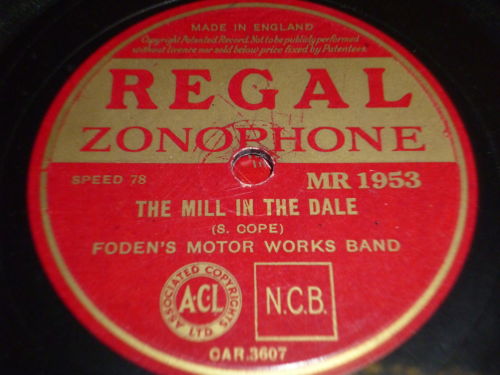 MADE IN ENGLAND
Copyright Patented Record. Not to be publicly performed
without licence nor sold below price fixed by Patentees.
REGAL
ZONOPHONE
SPEED 78
MR 1953
THE MILL IN THE DALE
(S. COPE)
FODEN'S MOTOR WORKS BAND
ASSOCIATED COPYRIGHTS LTD
A·C·L
N.C.B.
CAR.3607